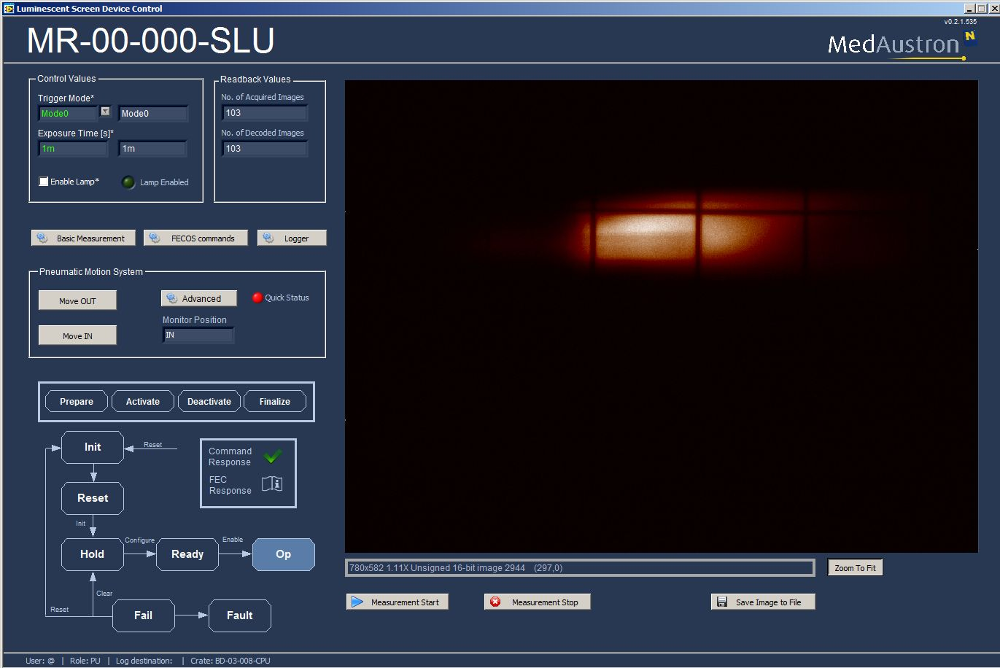 Luminescent Screen Device Control
v0.2.1.535
MR-00-000-SLU
MedAustron N
Control Values
Trigger Mode*
Mode0 Mode0
Exposure Time [s]*
1m 1m
Enable Lamp* Lamp Enabled
Readback Values
No. of Acquired Images
103
No. of Decoded Images
103
Basic Measurement FECOS commands Logger
Pneumatic Motion System
Move OUT Advanced Quick Status
Monitor Position
Move IN IN
Prepare Activate Deactivate Finalize
Init Reset
Command
Response
FEC
Response
i
Reset
Init
Hold Configure Ready Enable Op
Clear
Reset Fail Fault
780x582 1.11X Unsigned 16-bit image 2944 (297,0)
Zoom To Fit
Measurement Start Measurement Stop Save Image to File
User: @ | Role: PU | Log destination: | Crate: BD-03-008-CPU